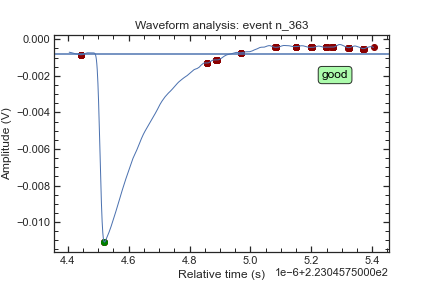 Waveform analysis: event n_363
0.000
−0.002
−0.004
−0.006
−0.008
−0.010
Amplitude (V)
good
4.4 4.6 4.8 5.0 5.2 5.4
Relative time (s)
1e−6+2.2304575000e2